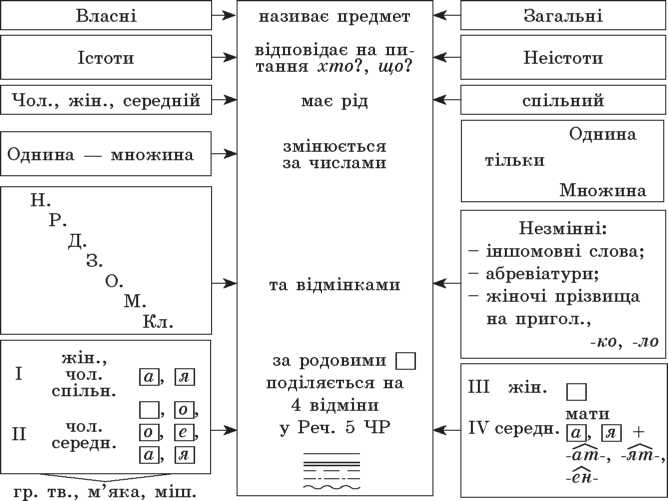 Власні
називає предмет
Загальні
Істоти
відповідає на пи-
тання хто?, що?
Неістоти
Чол., жін., середній
має рід
спільний
Однина — множина
змінюється
за числами
Однина
тільки
Множина
Н.
Р.
Д.
З.
О.
М.
Кл.
та відмінками
Незмінні:
– іншомовні слова;
– абревіатури;
– жіночі прізвища
на пригол.,
-ко, -ло
I
жін.,
чол.
спільн.
а, я
II
чол.
середн.
, о,
о, е,
а, я
гр. тв., м’яка, міш.
за родовими
поділяється на
4 відміни
у Реч. 5 ЧР
III жін.
мати
IV середн. а, я +
-ат-, -ят-,
-ен-